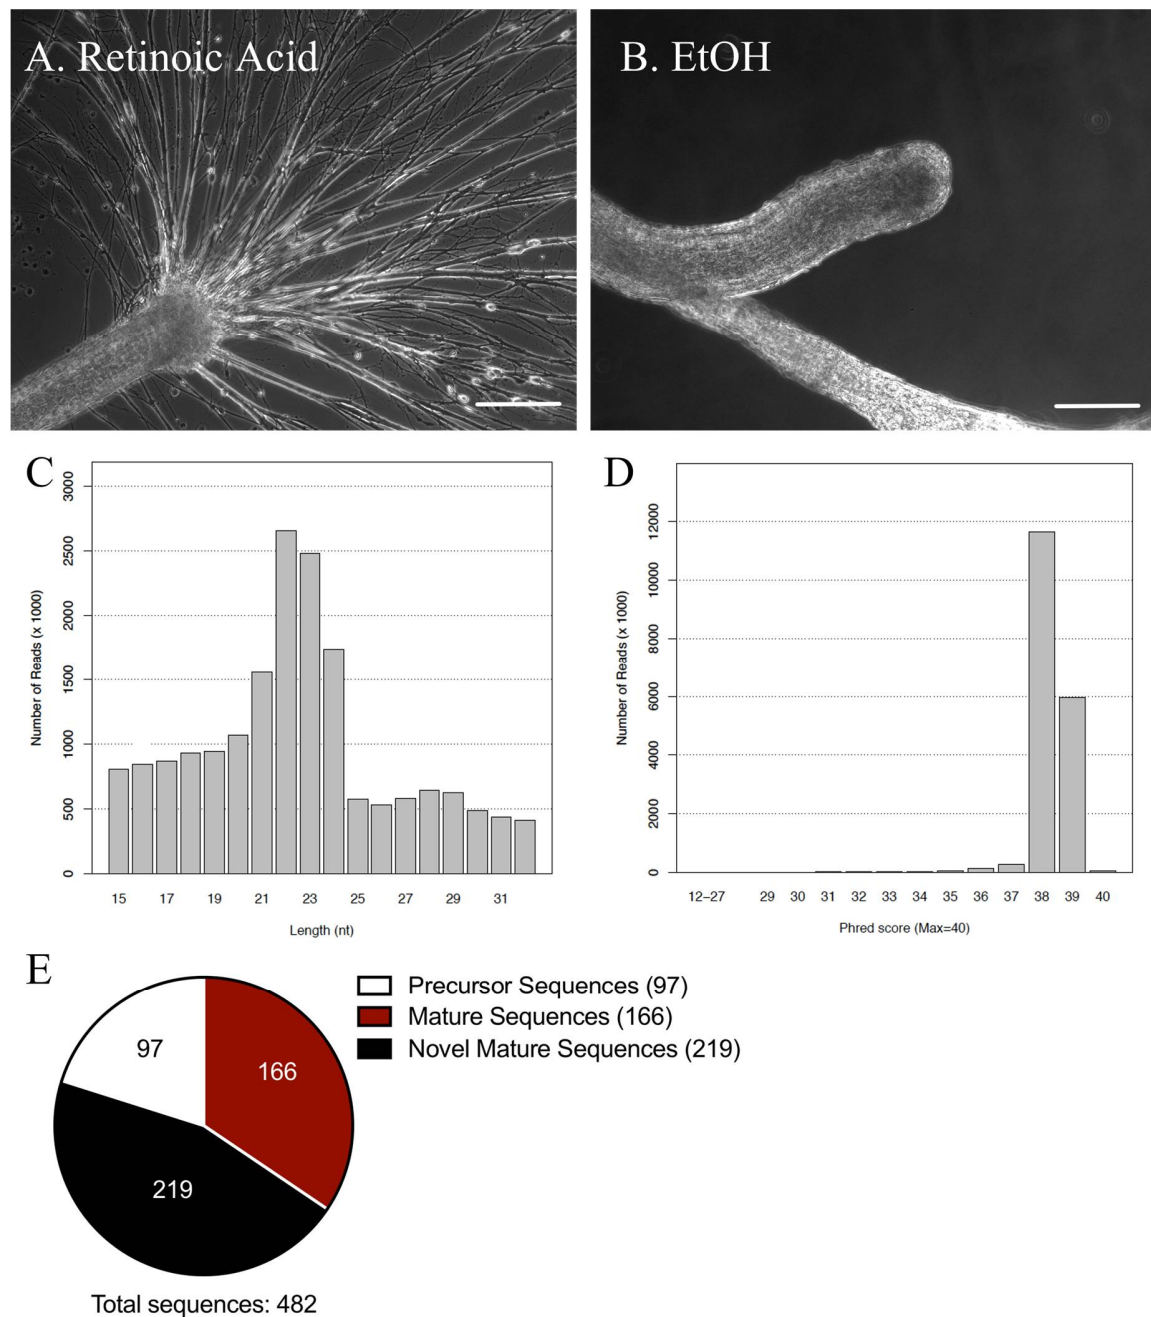 A. Retinoic Acid
B. EtOH
C
3000
2500
2000
1500
1000
500
0
Number of Reads (x 1000)
15 17 19 21 23 25 27 29 31
Length (nt)
D
12000
10000
8000
6000
4000
2000
0
Number of Reads (x 1000)
12–27 29 30 31 32 33 34 35 36 37 38 39 40
Phred score (Max=40)
E
97
166
219
Precursor Sequences (97)
Mature Sequences (166)
Novel Mature Sequences (219)
Total sequences: 482